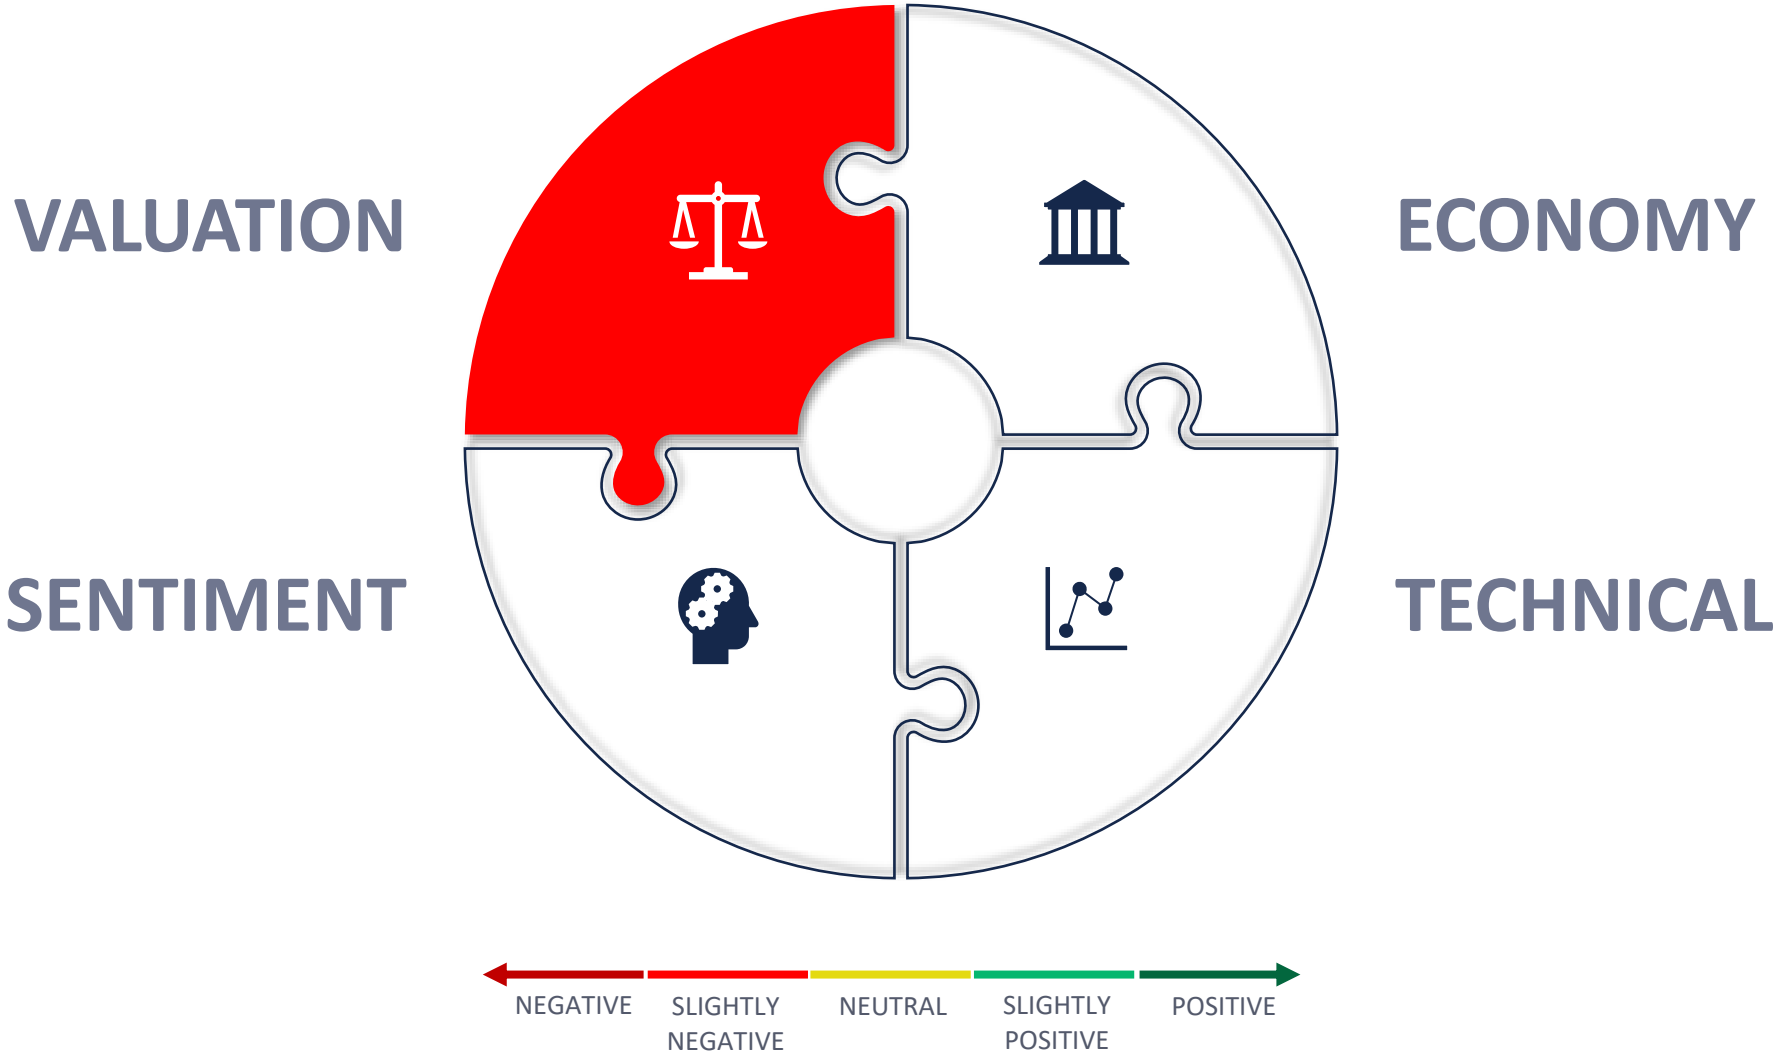 VALUATION
ECONOMY
SENTIMENT
TECHNICAL
NEGATIVE
SLIGHTLY
NEGATIVE
NEUTRAL
SLIGHTLY
POSITIVE
POSITIVE